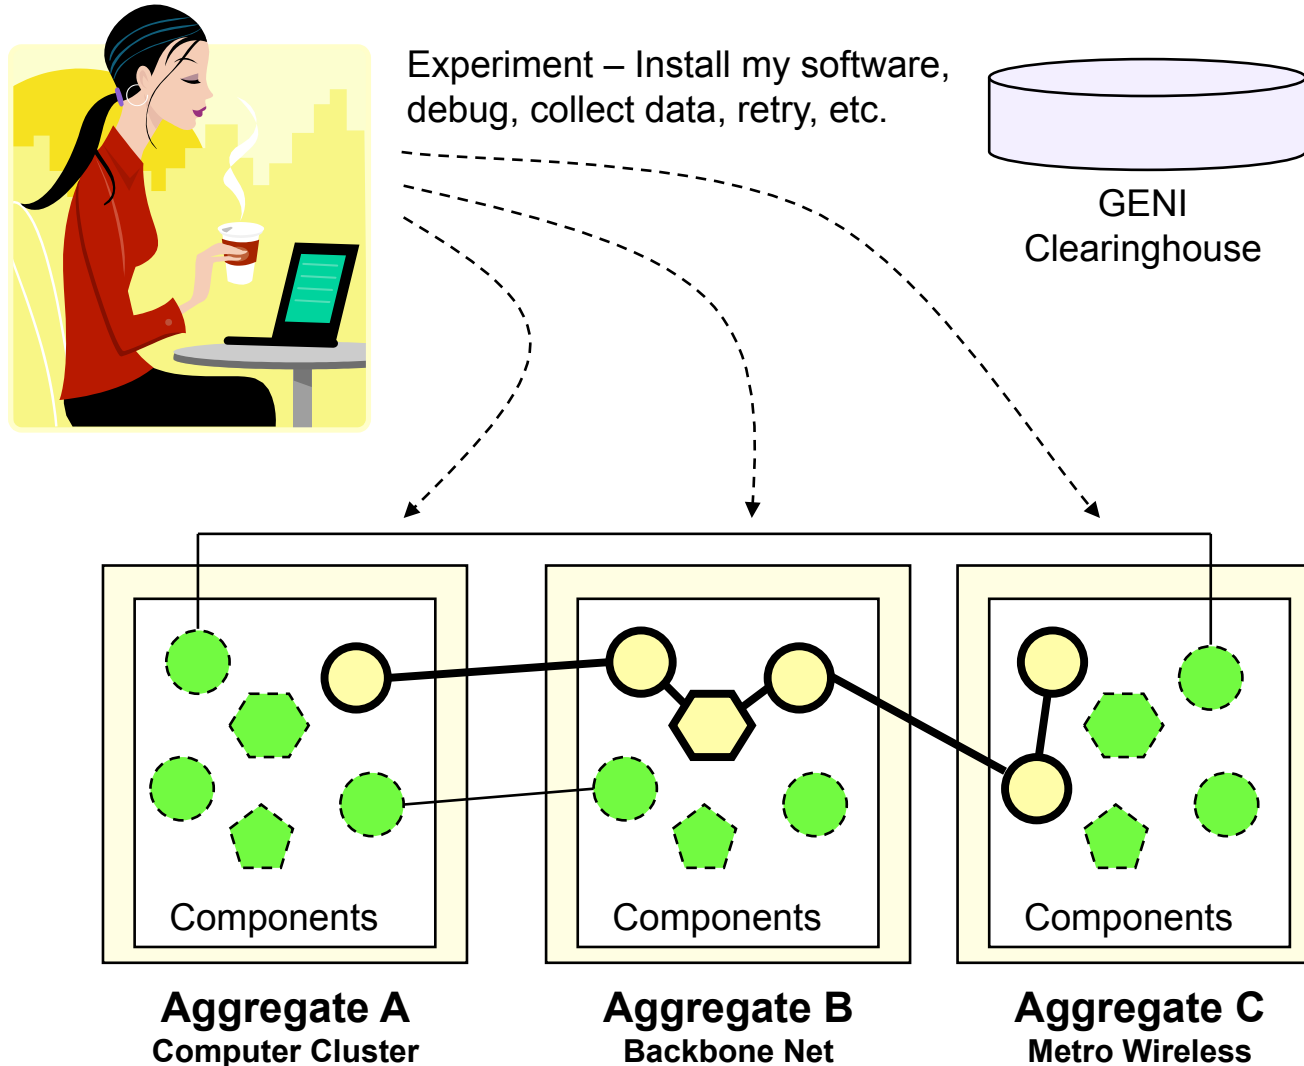 Experiment – Install my software,
debug, collect data, retry, etc.
GENI
Clearinghouse
Components
Components
Components
Aggregate A
Computer Cluster
Aggregate B
Backbone Net
Aggregate C
Metro Wireless